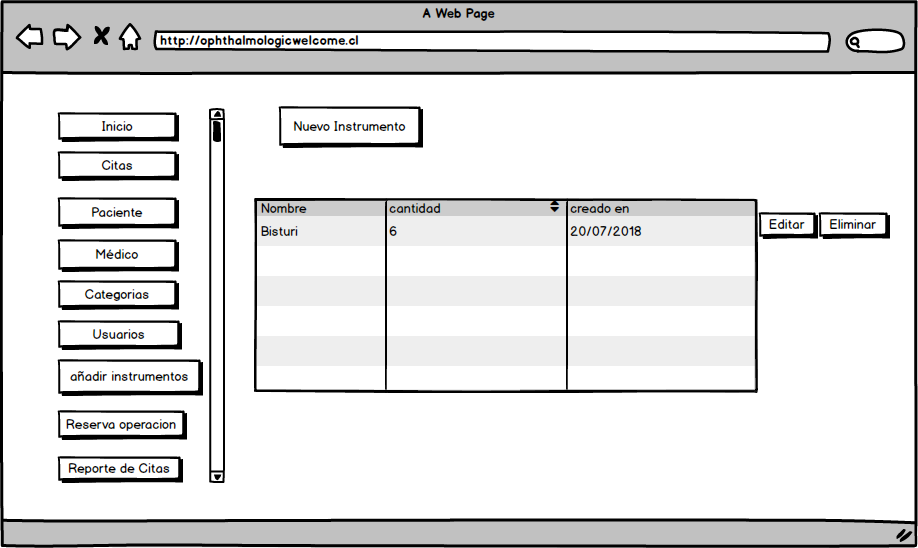 A Web Page
http://ophthalmologicwelcome.cl
Inicio
Citas
Paciente
Médico
Categorias
Usuarios
añadir instrumentos
Reserva operacion
Reporte de Citas
Nuevo Instrumento
Nombre cantidad creado en
Bisturi 6 20/07/2018 Editar Eliminar